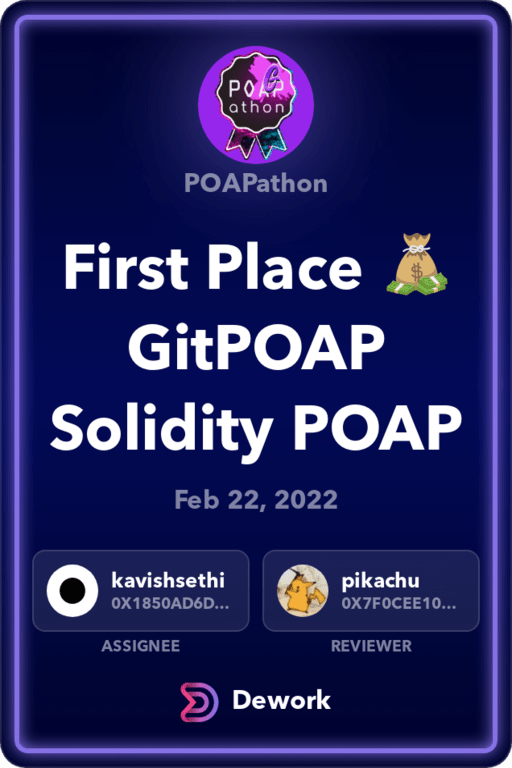 POAP
athon
POAPathon
First Place 💰
GitPOAP
Solidity POAP
Feb 22, 2022
kavishsethi
0X1850AD6D...
ASSIGNEE
pikachu
0X7F0CEE10...
REVIEWER
Dework